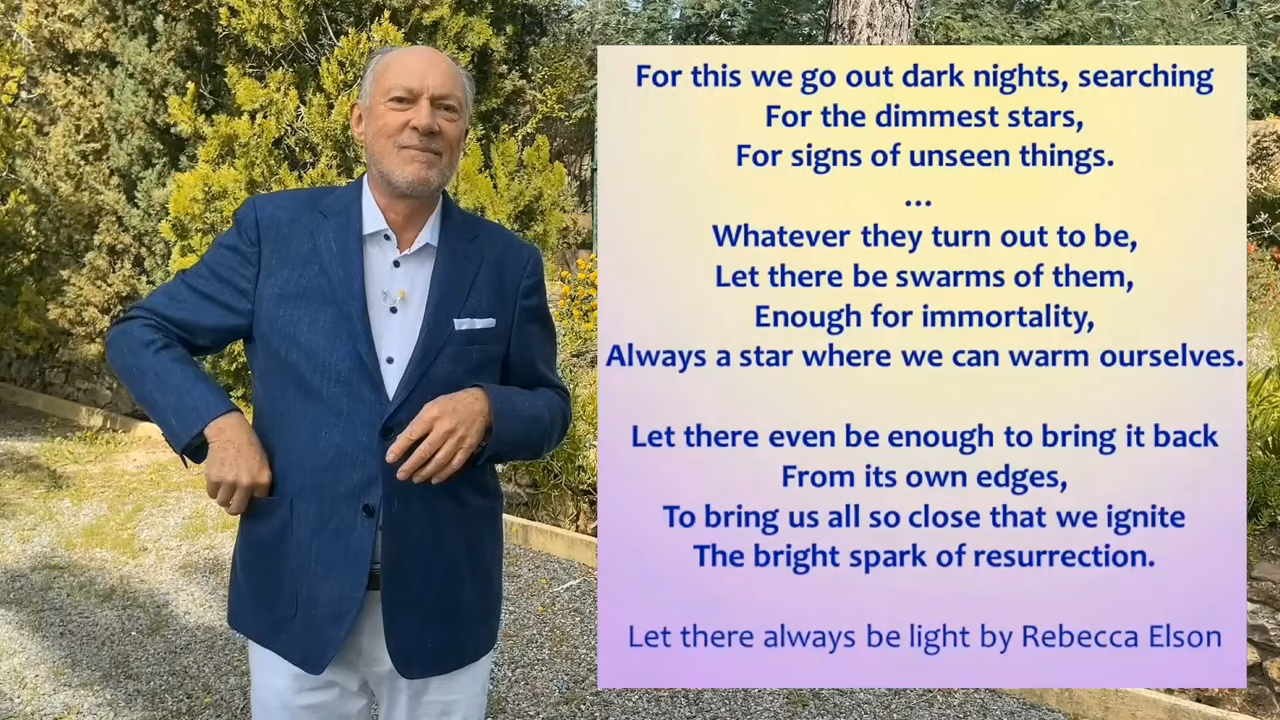 For this we go out dark nights, searching
For the dimmest stars,
For signs of unseen things.
...
Whatever they turn out to be,
Let there be swarms of them,
Enough for immortality,
Always a star where we can warm ourselves.
Let there even be enough to bring it back
From its own edges,
To bring us all so close that we ignite
The bright spark of resurrection.
Let there always be light by Rebecca Elson